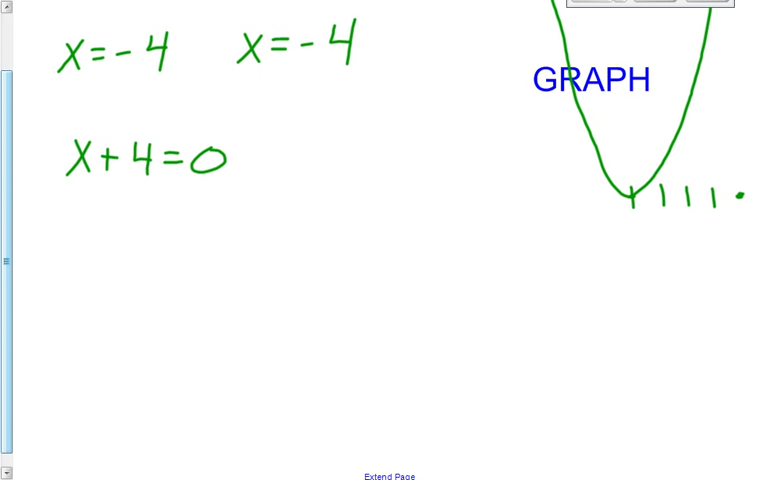 x = - 4 x = - 4
GRAPH
x + 4 = 0
Extend Page